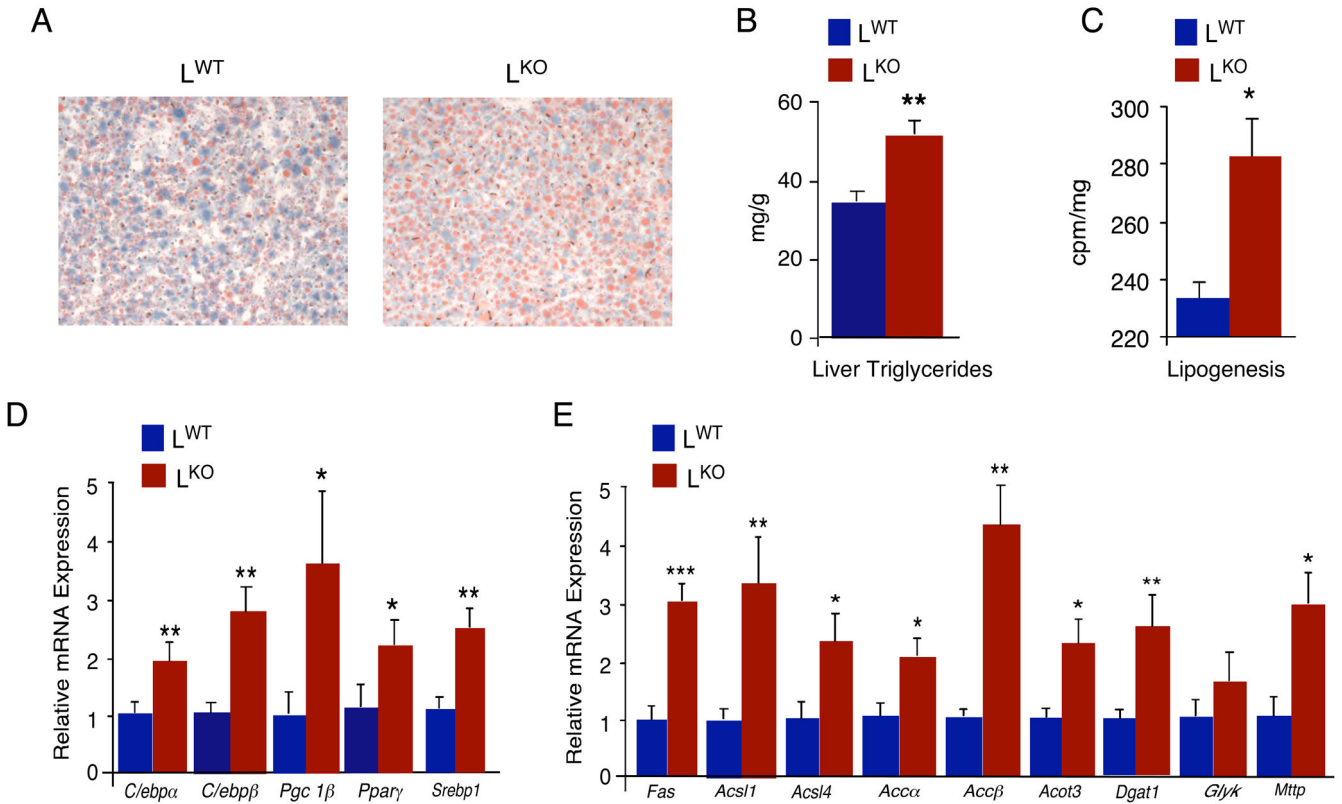 A
L^WT
L^KO
B
L^WT
L^KO
60
40
20
0
mg/g
**
Liver Triglycerides
C
L^WT
L^KO
300
280
260
240
220
cpm/mg
*
Lipogenesis
D
L^WT
L^KO
Relative mRNA Expression
5
4
3
2
1
0
** ** * * **
C/ebpα C/ebpβ Pgc 1β Pparγ Srebp1
E
L^WT
L^KO
Relative mRNA Expression
5
4
3
2
1
0
*** ** * * ** * ** *
Fas Acsl1 Acsl4 Accα Accβ Acot3 Dgat1 Glyk Mttp